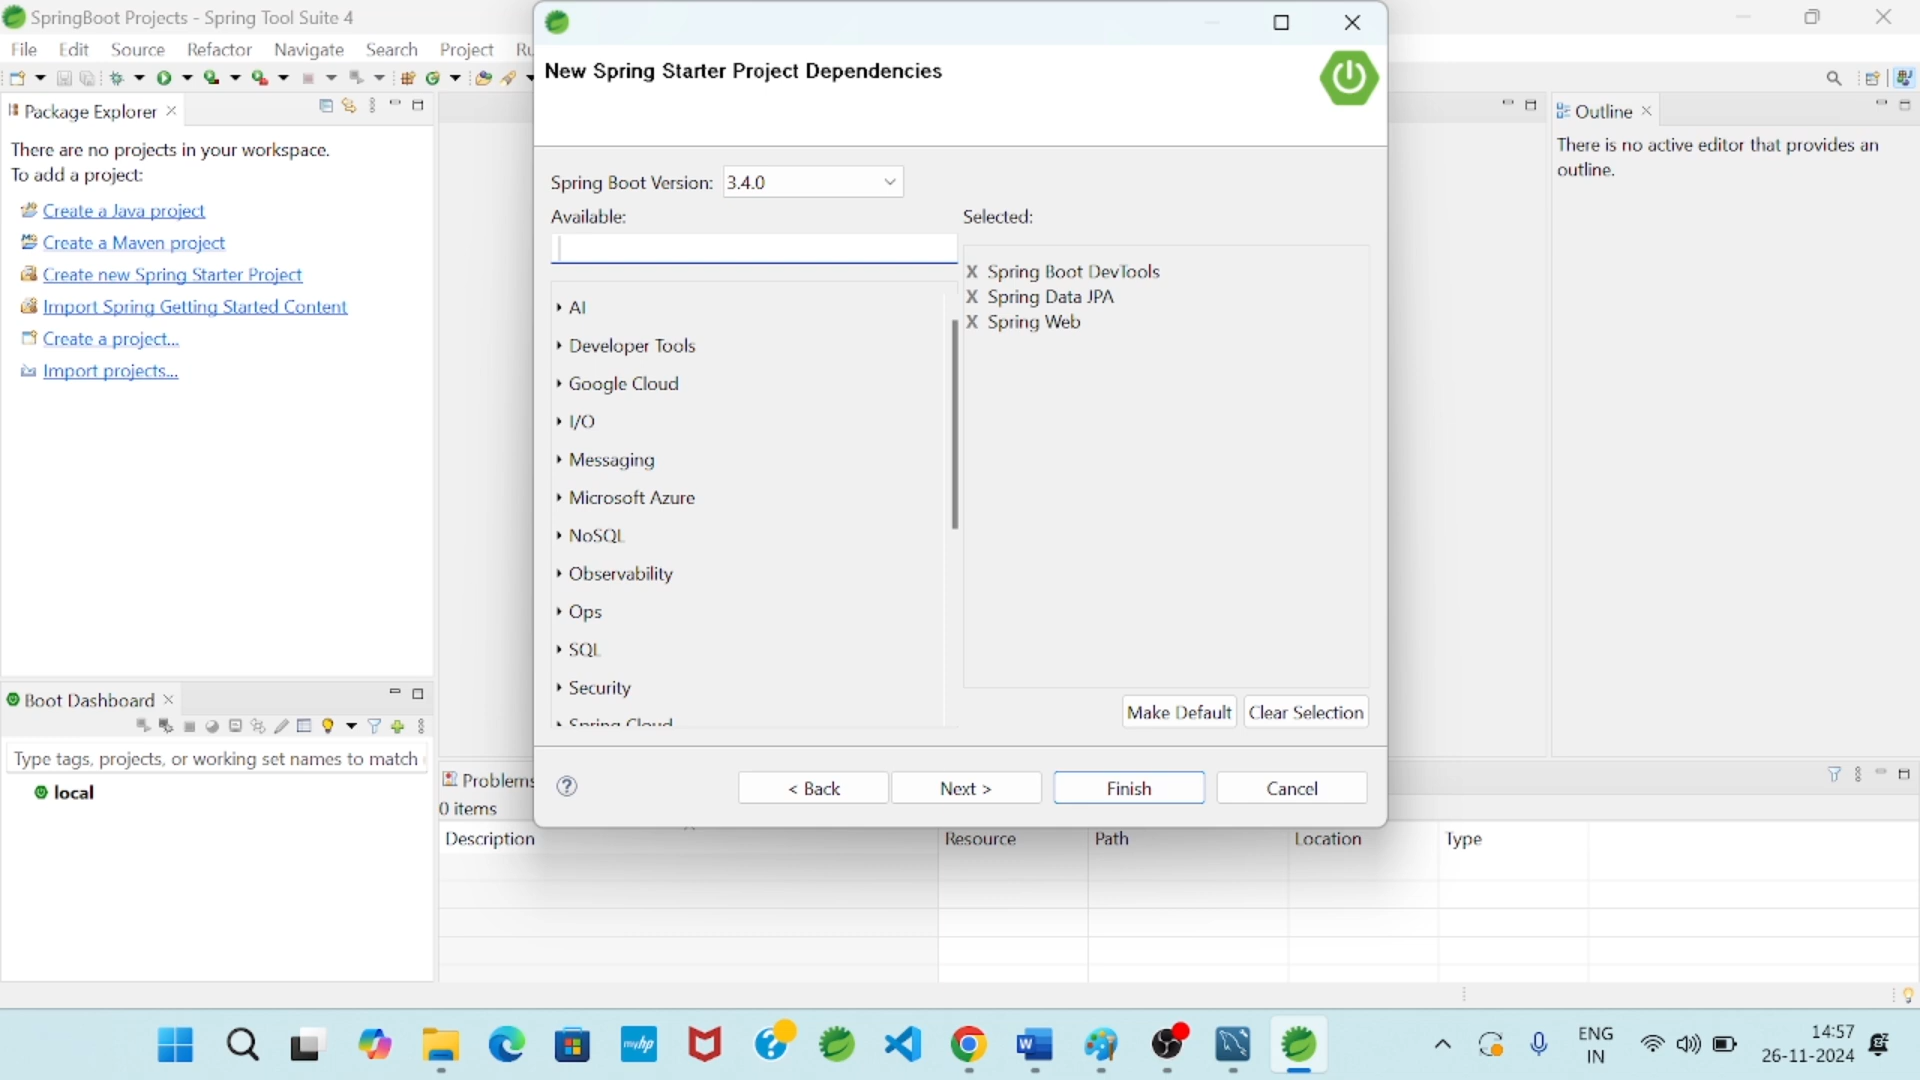 SpringBoot Projects - Spring Tool Suite 4
File Edit Source Refactor Navigate Search Project Ru
Package Explorer
There are no projects in your workspace.
To add a project:
Create a Java project
Create a Maven project
Create new Spring Starter Project
Import Spring Getting Started Content
Create a project...
Import projects...
Boot Dashboard
Type tags, projects, or working set names to match
local
New Spring Starter Project Dependencies
Spring Boot Version: 3.4.0
Available:
AI
Developer Tools
Google Cloud
I/O
Messaging
Microsoft Azure
NoSQL
Observability
Ops
SQL
Security
Spring Cloud
Selected:
X Spring Boot DevTools
X Spring Data JPA
X Spring Web
Make Default Clear Selection
< Back Next > Finish Cancel
Outline
There is no active editor that provides an
outline.
Problems
0 items
Description Resource Path Location Type
myhp
ENG
IN
14:57
26-11-2024